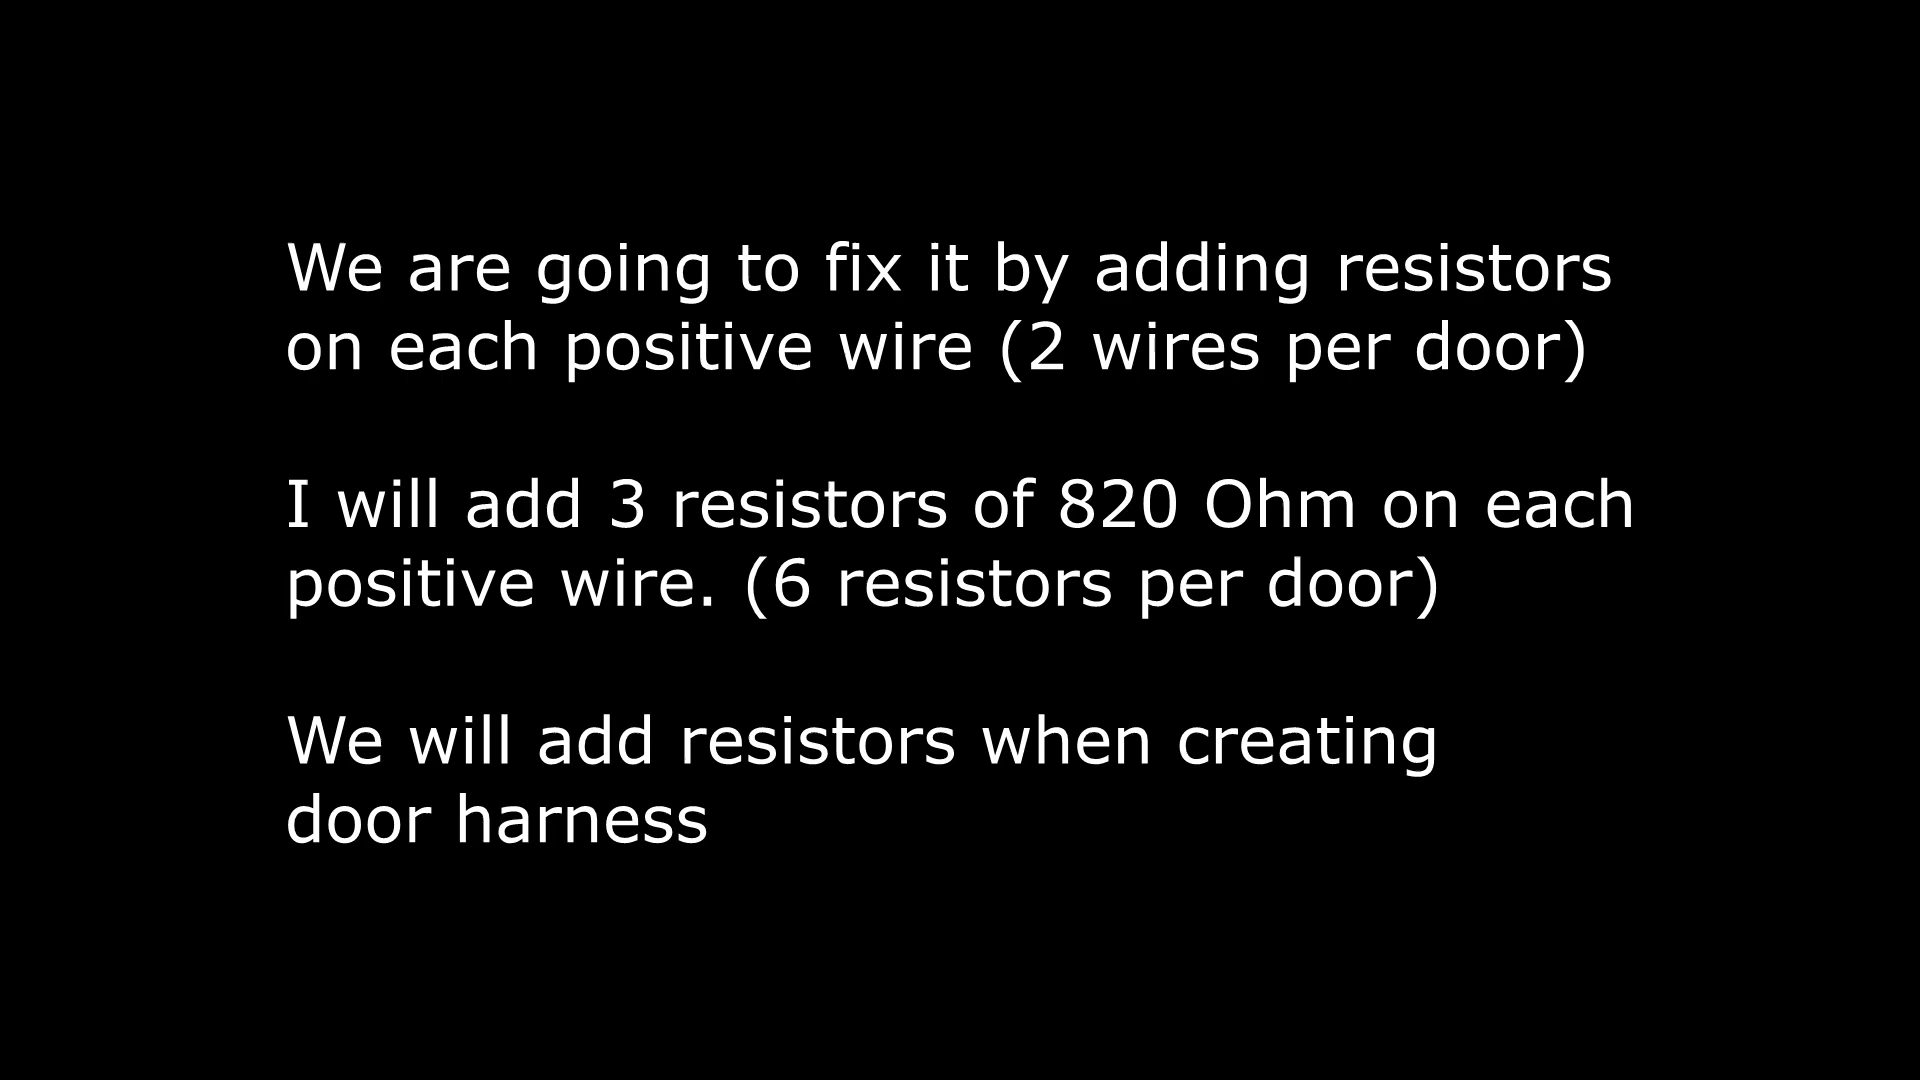 We are going to fix it by adding resistors
on each positive wire (2 wires per door)
I will add 3 resistors of 820 Ohm on each
positive wire. (6 resistors per door)
We will add resistors when creating
door harness